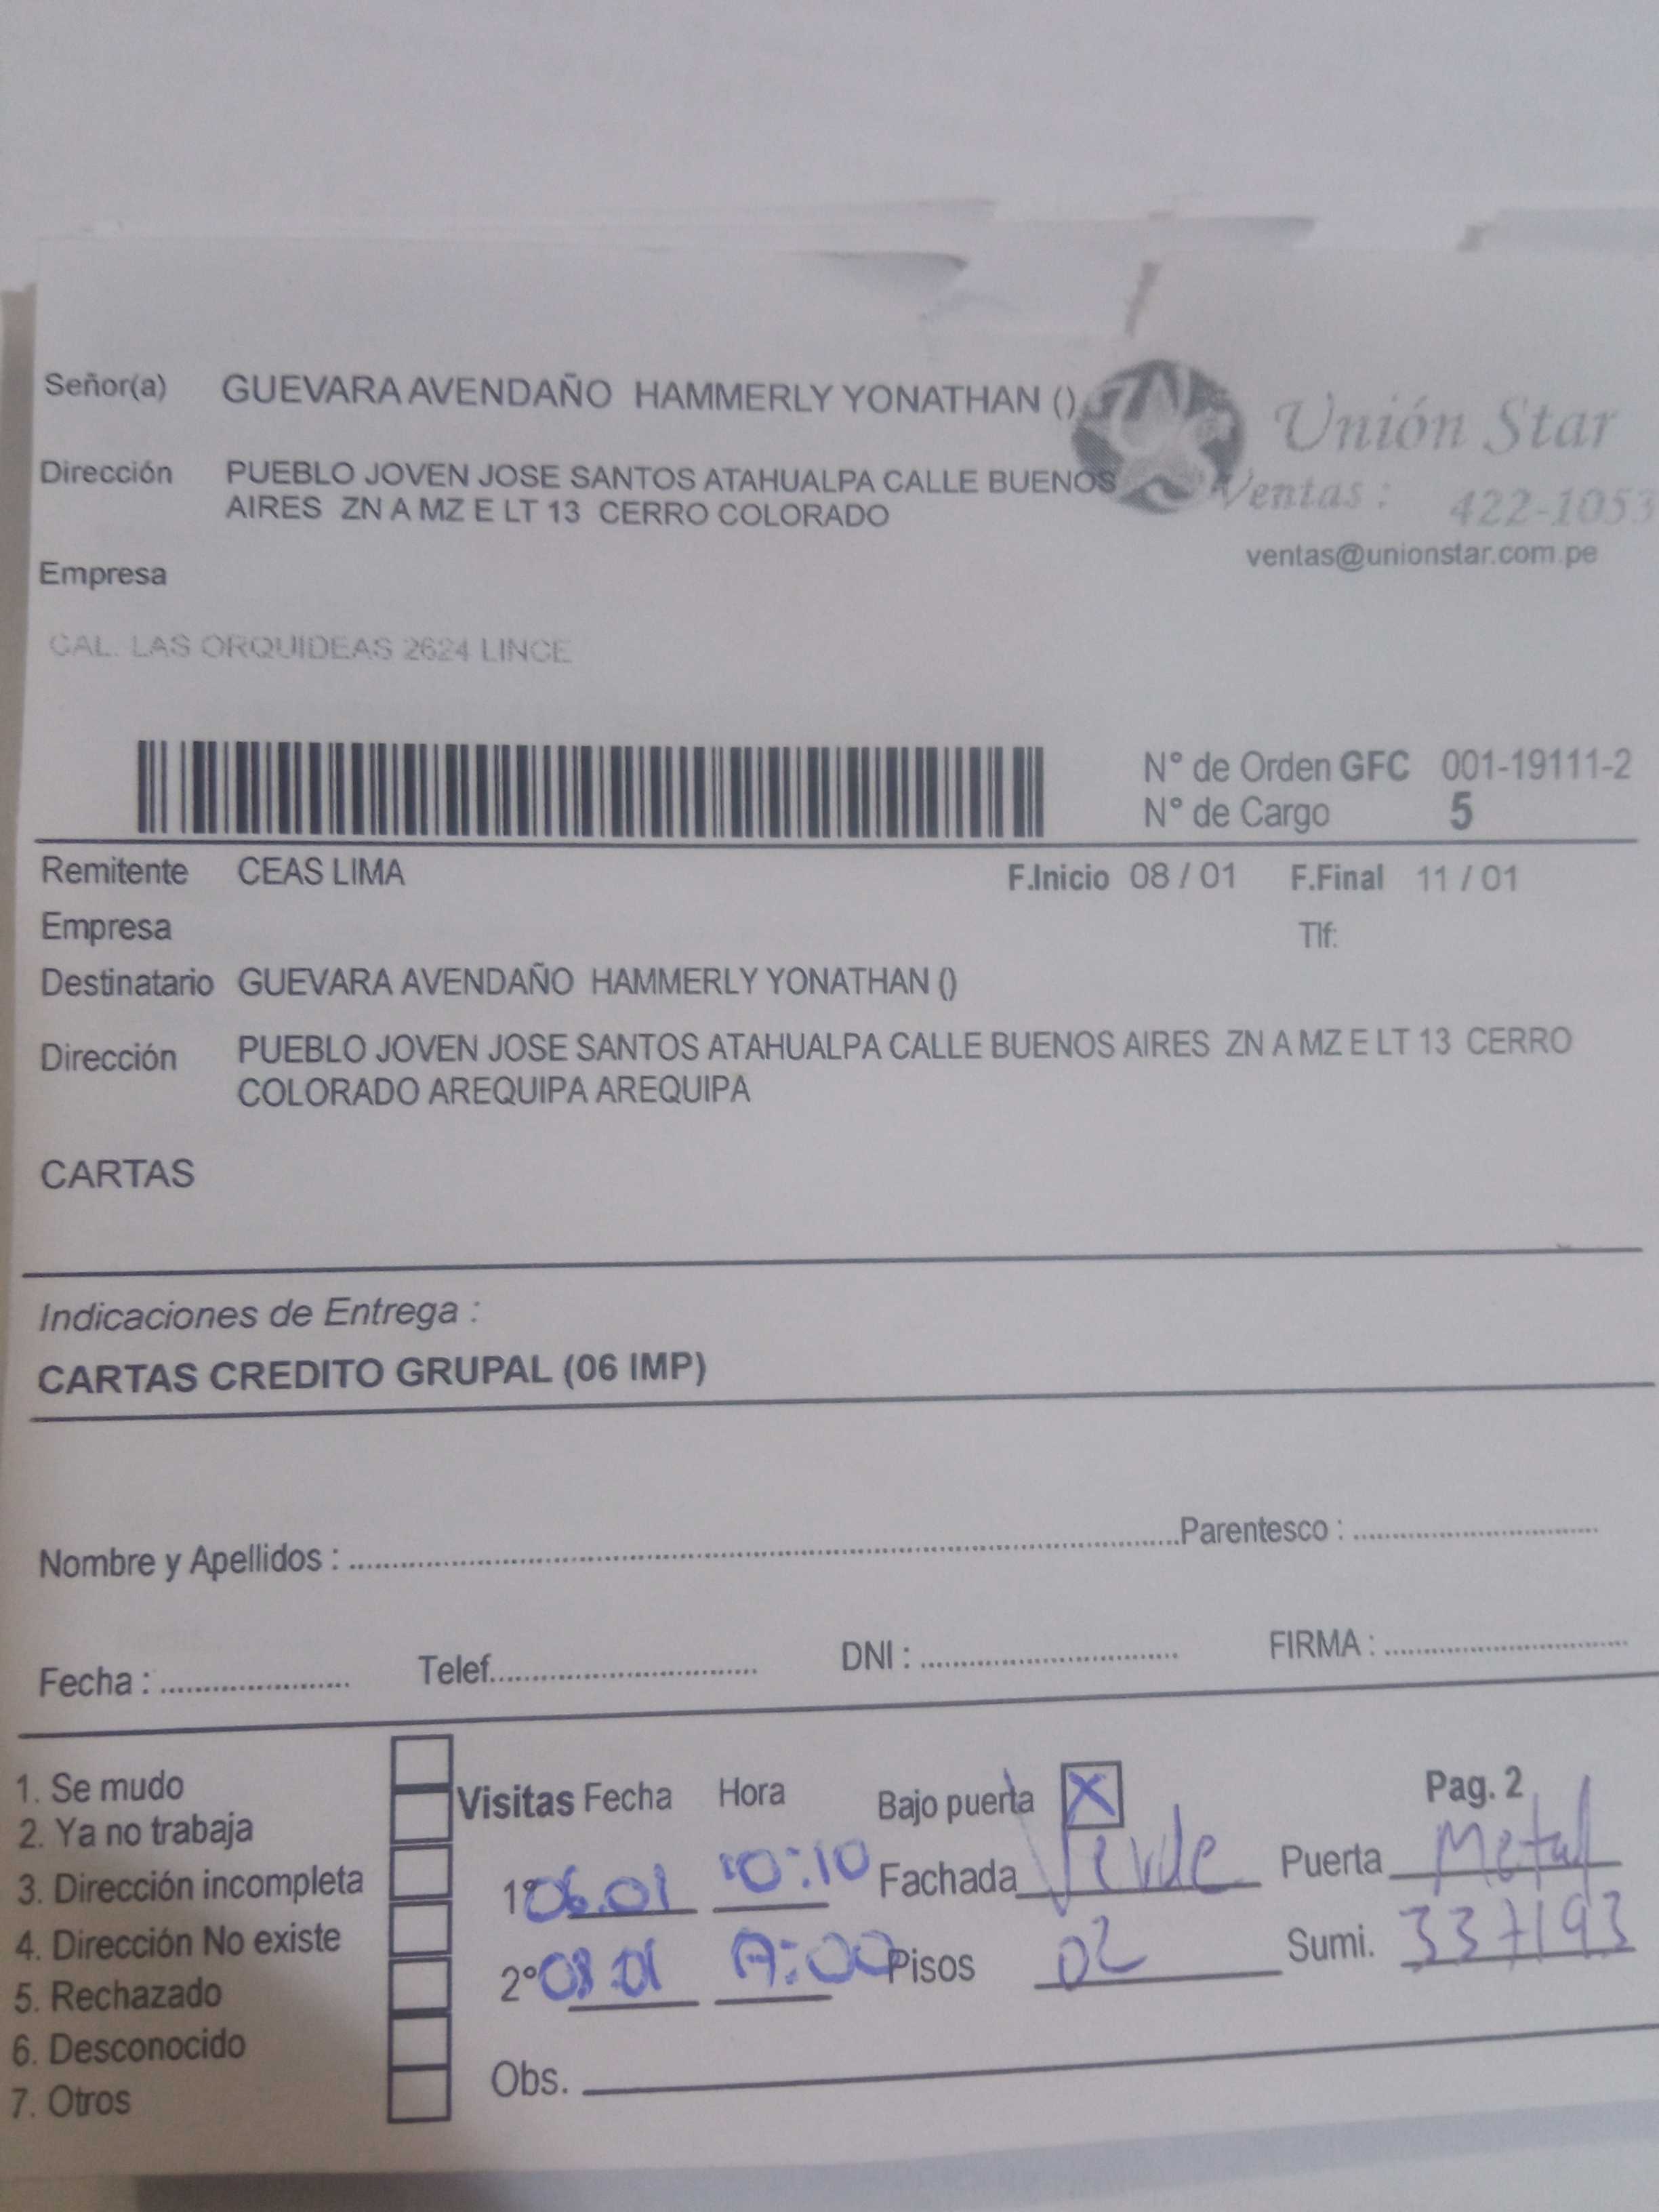 Señor(a) GUEVARA AVENDAÑO HAMMERLY YONATHAN ()
Unión Star
Dirección PUEBLO JOVEN JOSE SANTOS ATAHUALPA CALLE BUENOS
AIRES ZN A MZ E LT 13 CERRO COLORADO
Ventas : 422-1053
ventas@unionstar.com.pe
Empresa
CAL. LAS ORQUIDEAS 2624 LINCE
N° de Orden GFC 001-19111-2
N° de Cargo 5
Remitente CEAS LIMA F.Inicio 08 / 01 F.Final 11 / 01
Empresa Tlf:
Destinatario GUEVARA AVENDAÑO HAMMERLY YONATHAN ()
Dirección PUEBLO JOVEN JOSE SANTOS ATAHUALPA CALLE BUENOS AIRES ZN A MZ E LT 13 CERRO
COLORADO AREQUIPA AREQUIPA
CARTAS
Indicaciones de Entrega :
CARTAS CREDITO GRUPAL (06 IMP)
Nombre y Apellidos : Parentesco :
Fecha : Telef. DNI : FIRMA :
1. Se mudo
2. Ya no trabaja
3. Dirección incompleta
4. Dirección No existe
5. Rechazado
6. Desconocido
7. Otros
Visitas Fecha Hora Bajo puerta X Pag. 2
1° 06.01 10:10 Fachada Verde Puerta Metal
2° 08.01 Pisos 02 Sumi. 337193
Obs.